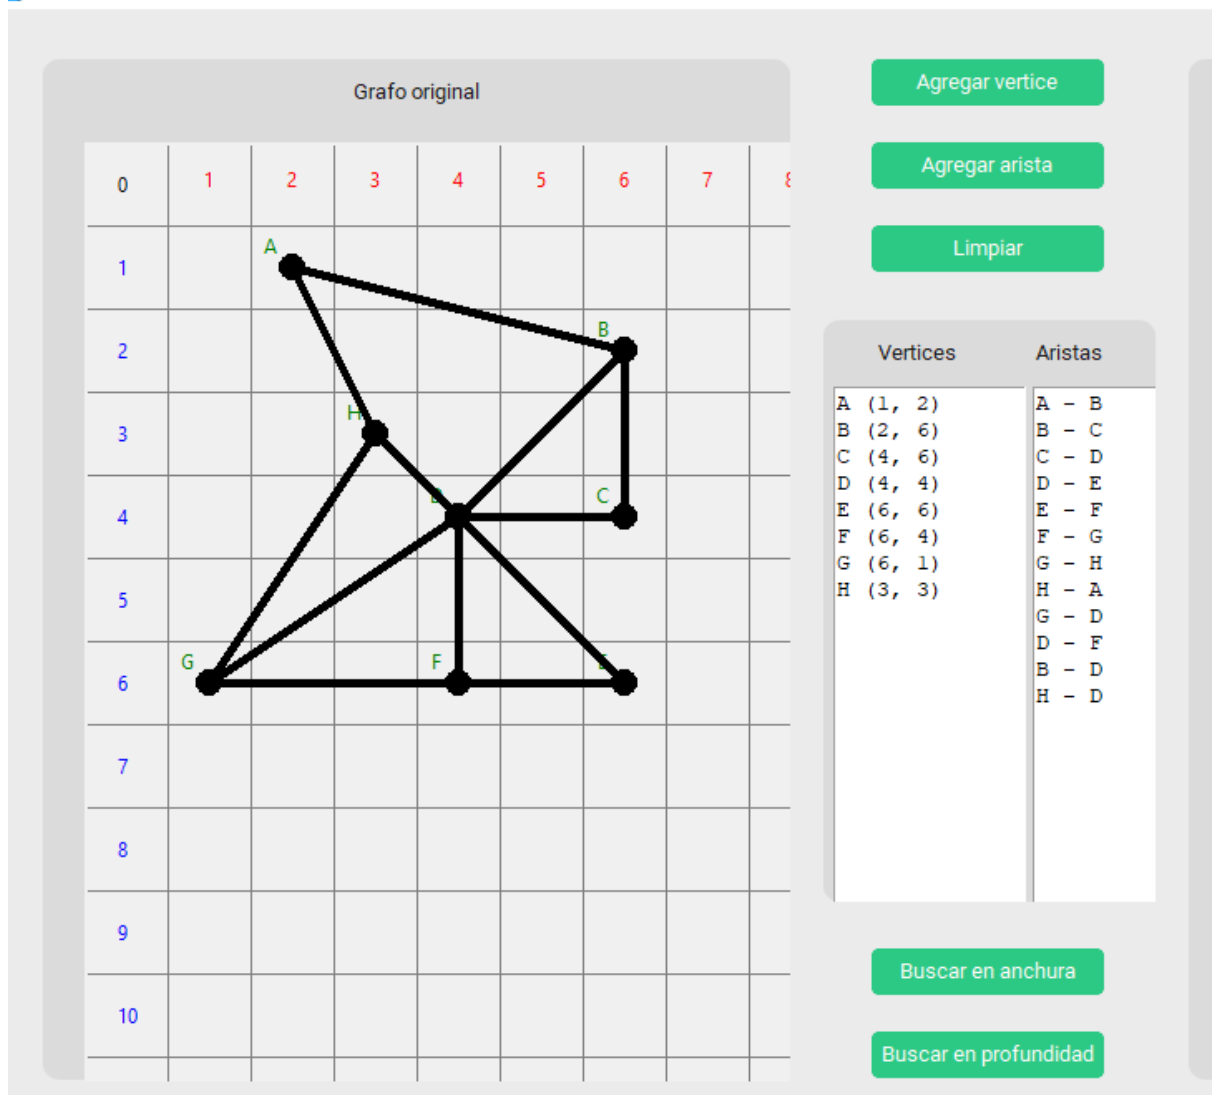 Grafo original
0 1 2 3 4 5 6 7 8
1
2
3
4
5
6
7
8
9
10
A
B
H
D
C
G
F
E
Agregar vertice
Agregar arista
Limpiar
Vertices
A (1, 2)
B (2, 6)
C (4, 6)
D (4, 4)
E (6, 6)
F (6, 4)
G (6, 1)
H (3, 3)
Aristas
A - B
B - C
C - D
D - E
E - F
F - G
G - H
H - A
G - D
D - F
B - D
H - D
Buscar en anchura
Buscar en profundidad